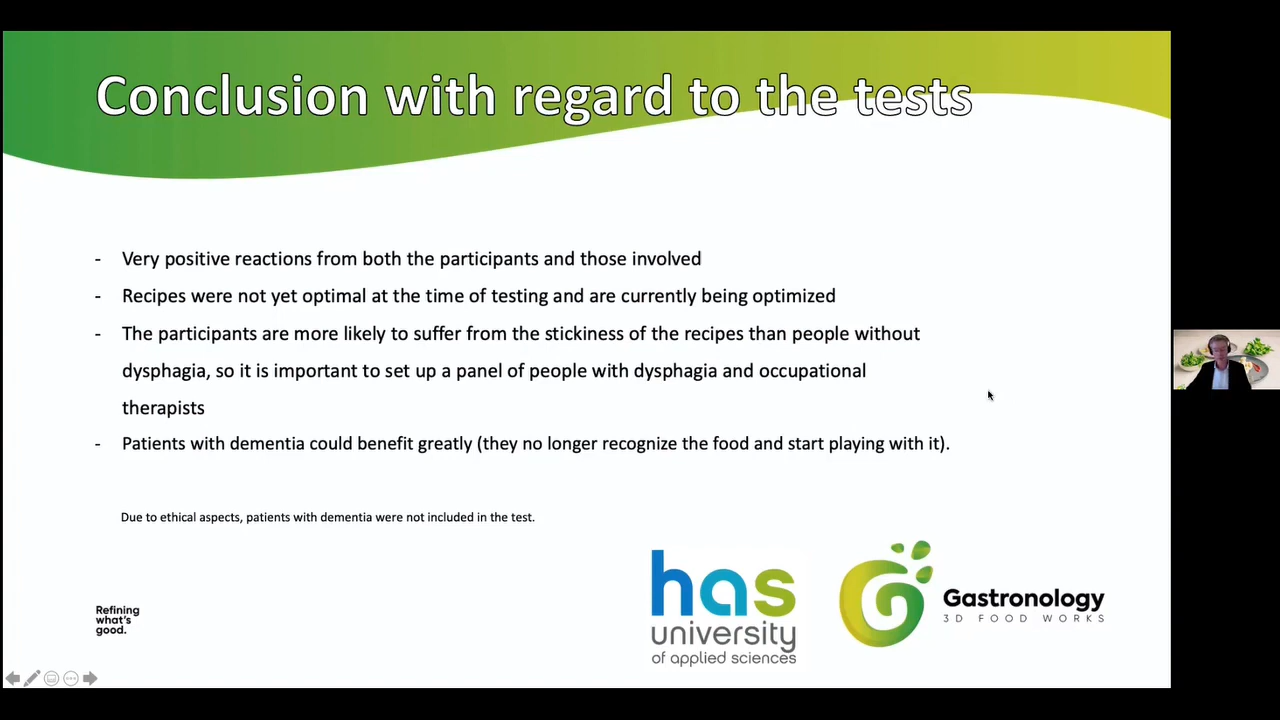 Conclusion with regard to the tests
- Very positive reactions from both the participants and those involved
- Recipes were not yet optimal at the time of testing and are currently being optimized
- The participants are more likely to suffer from the stickiness of the recipes than people without
dysphagia, so it is important to set up a panel of people with dysphagia and occupational
therapists
- Patients with dementia could benefit greatly (they no longer recognize the food and start playing with it).
Due to ethical aspects, patients with dementia were not included in the test.
Refining
what's
good.
has
university
of applied sciences
Gastronology
3D FOOD WORKS